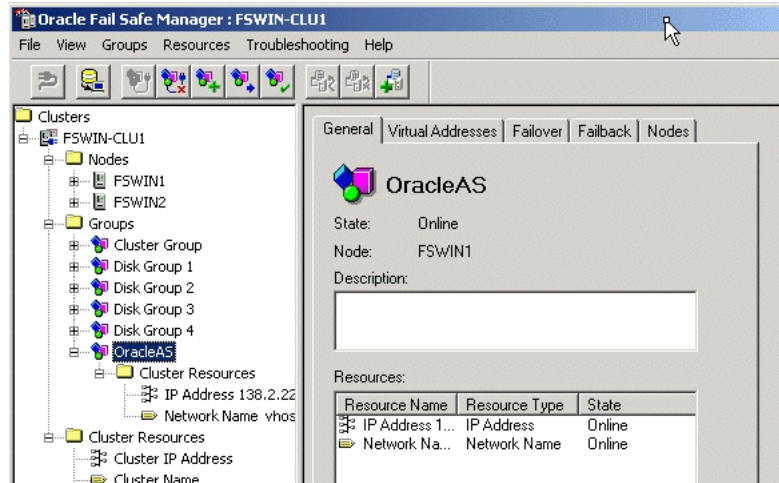 Oracle Fail Safe Manager : FSWIN-CLU1
File View Groups Resources Troubleshooting Help
Clusters
FSWIN-CLU1
Nodes
FSWIN1
FSWIN2
Groups
Cluster Group
Disk Group 1
Disk Group 2
Disk Group 3
Disk Group 4
OracleAS
Cluster Resources
IP Address 138.2.22
Network Name vhos
Cluster Resources
Cluster IP Address
Cluster Name
General Virtual Addresses Failover Failback Nodes
OracleAS
State: Online
Node: FSWIN1
Description:
Resources:
Resource Name Resource Type State
IP Address 1... IP Address Online
Network Na... Network Name Online